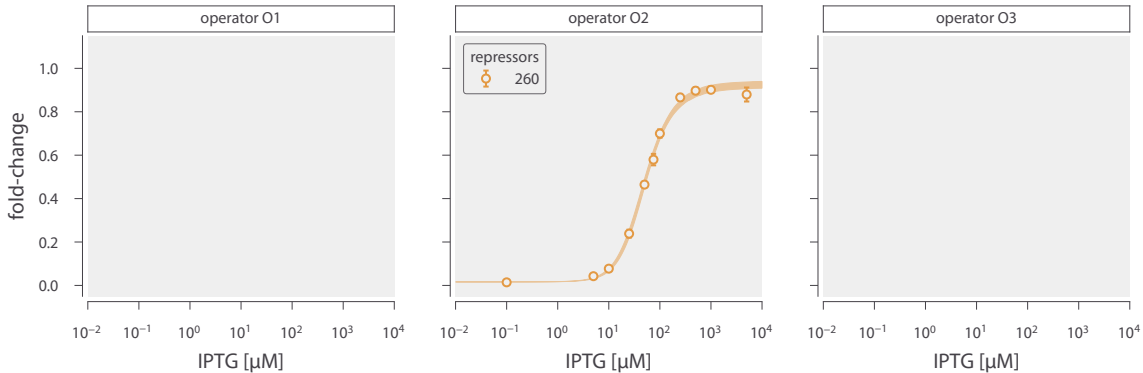 operator O1
operator O2
operator O3
fold-change
1.0
0.8
0.6
0.4
0.2
0.0
repressors
260
10⁻² 10⁻¹ 10⁰ 10¹ 10² 10³ 10⁴
10⁻² 10⁻¹ 10⁰ 10¹ 10² 10³ 10⁴
10⁻² 10⁻¹ 10⁰ 10¹ 10² 10³ 10⁴
IPTG [µM]
IPTG [µM]
IPTG [µM]